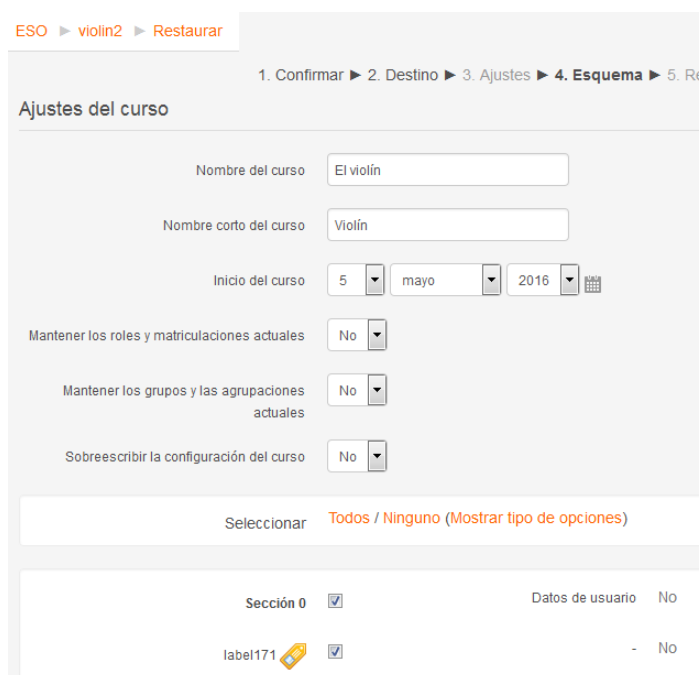 ESO ► violin2 ► Restaurar
1. Confirmar ► 2. Destino ► 3. Ajustes ► 4. Esquema ► 5.
Ajustes del curso
Nombre del curso El violín
Nombre corto del curso Violín
Inicio del curso 5 mayo 2016
Mantener los roles y matriculaciones actuales No
Mantener los grupos y las agrupaciones
actuales No
Sobreescribir la configuración del curso No
Seleccionar Todos / Ninguno (Mostrar tipo de opciones)
Sección 0 Datos de usuario No
label171 - No